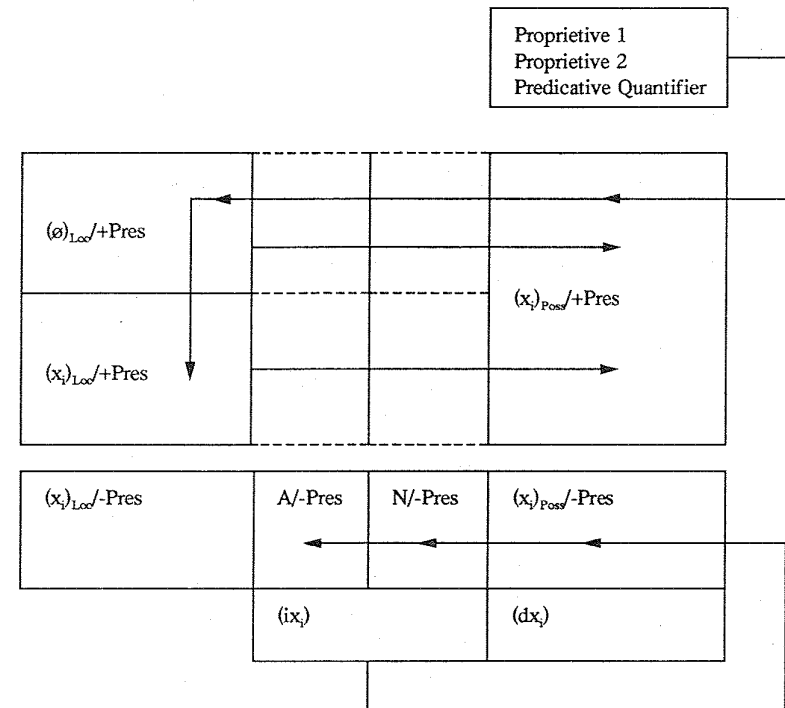 Proprietive 1
Proprietive 2
Predicative Quantifier
(ø)Loc/+Pres
(xi)Poss/+Pres
(xi)Loc/+Pres
(xi)Loc/-Pres
A/-Pres
N/-Pres
(xi)Poss/-Pres
(ixi)
(dxi)